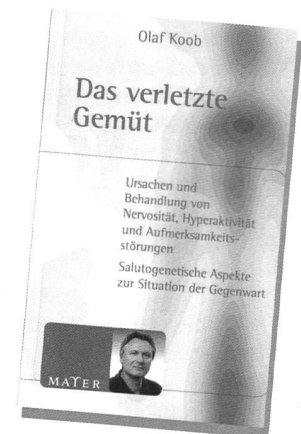 Olaf Koob
Das verletzte
Gemüt
Ursachen und
Behandlung von
Nervosität, Hyperaktivität
und Aufmerksamkeits-
störungen
Salutogenetische Aspekte
zur Situation der Gegenwart
MAYER